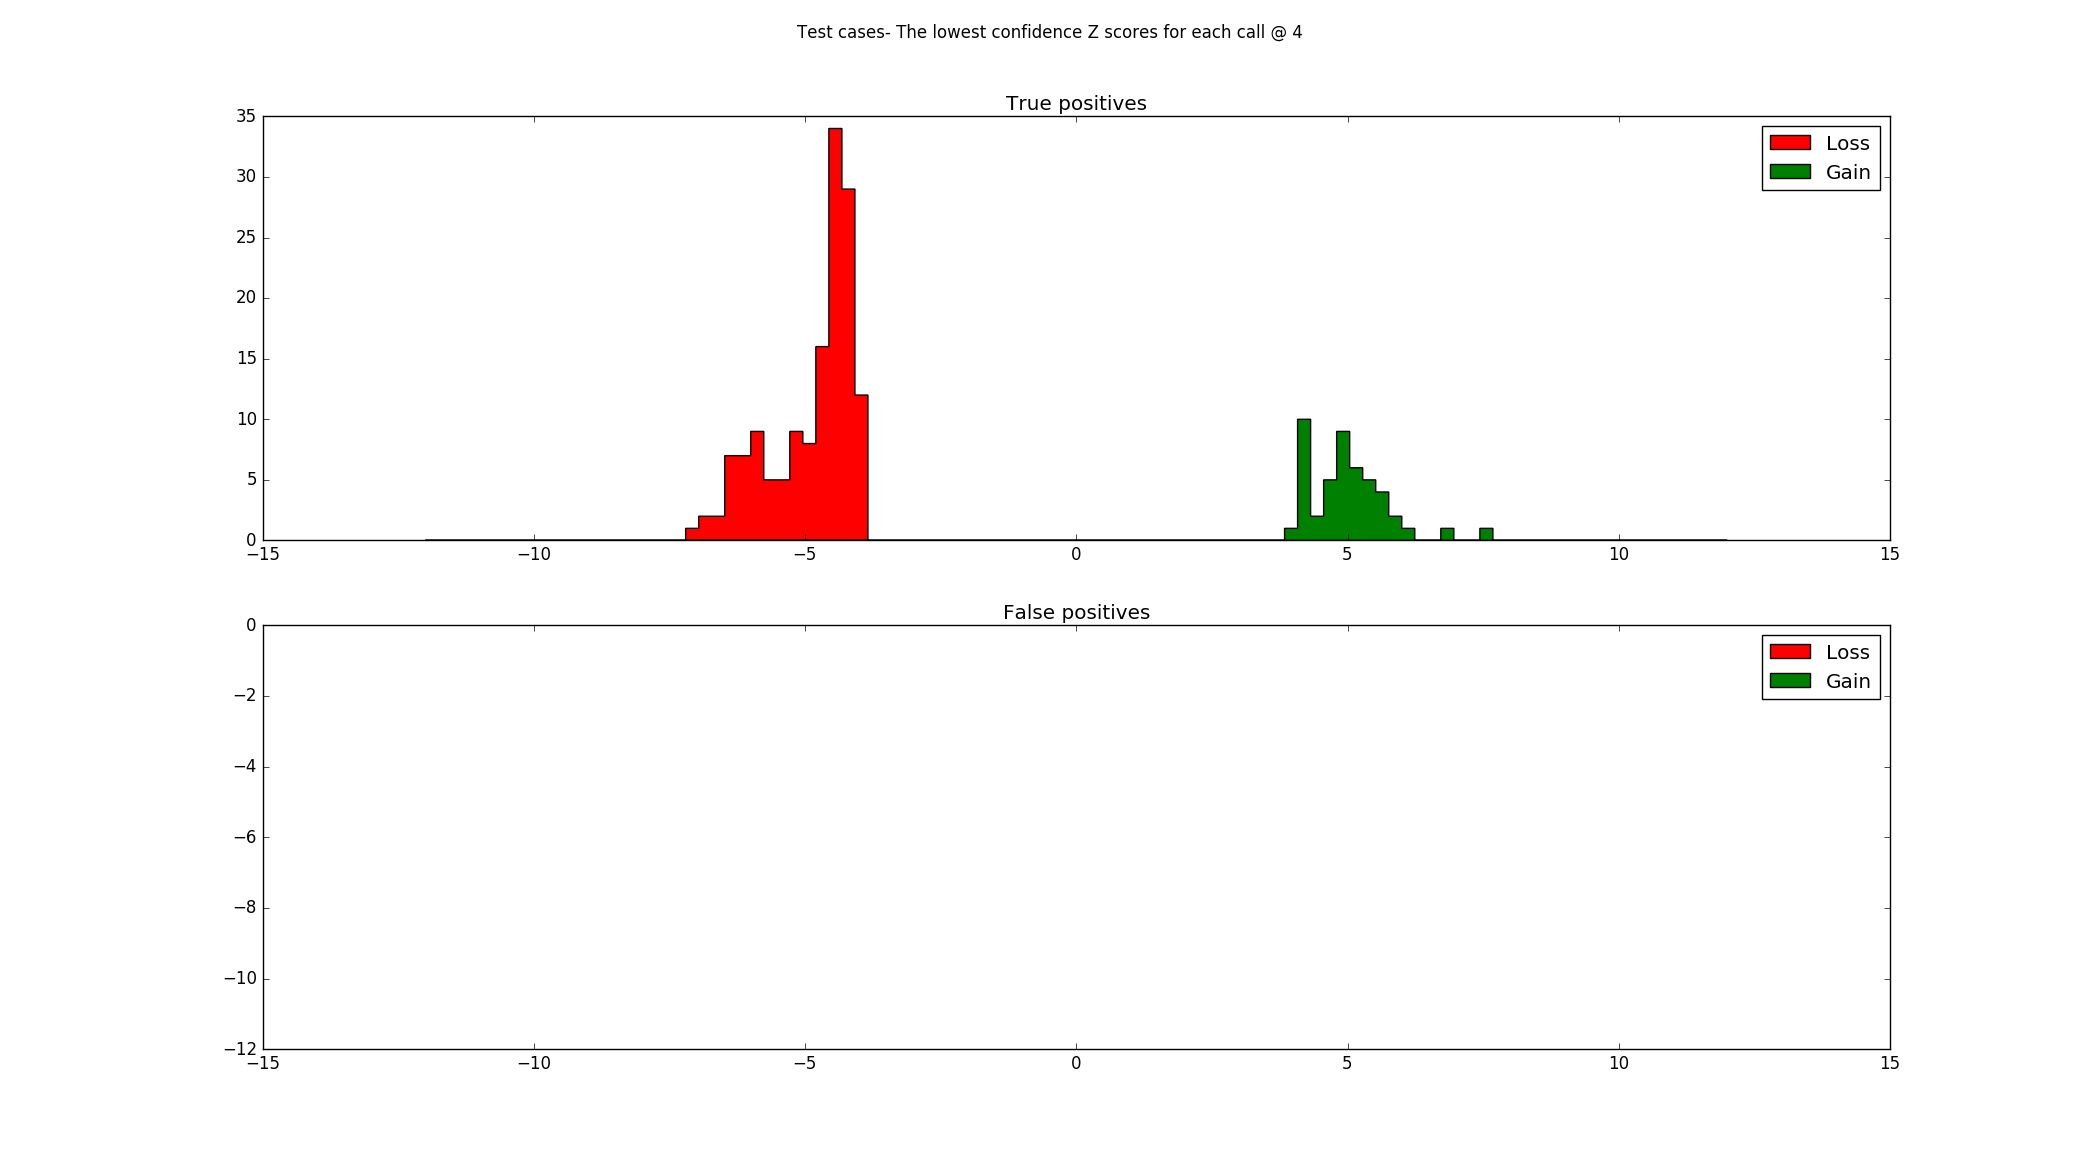 Test cases- The lowest confidence Z scores for each call @ 4
True positives
35
30
25
20
15
10
5
0
−15 −10 −5 0 5 10 15
Loss
Gain
False positives
0
−2
−4
−6
−8
−10
−12
−15 −10 −5 0 5 10 15
Loss
Gain